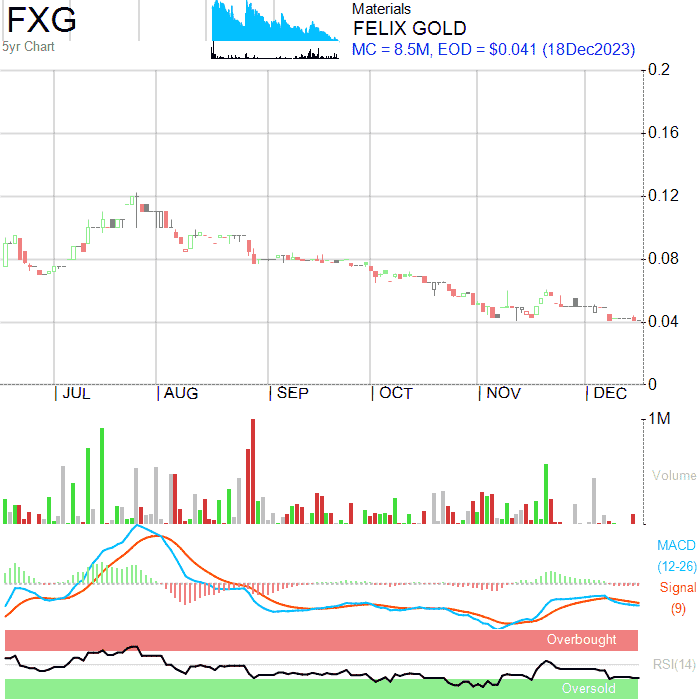 FXG
5yr Chart
Materials
FELIX GOLD
MC = 8.5M, EOD = $0.041 (18Dec2023)
0.2
0.16
0.12
0.08
0.04
0
JUL AUG SEP OCT NOV DEC
1M
Volume
MACD
(12-26)
Signal
(9)
Overbought
RSI(14)
Oversold